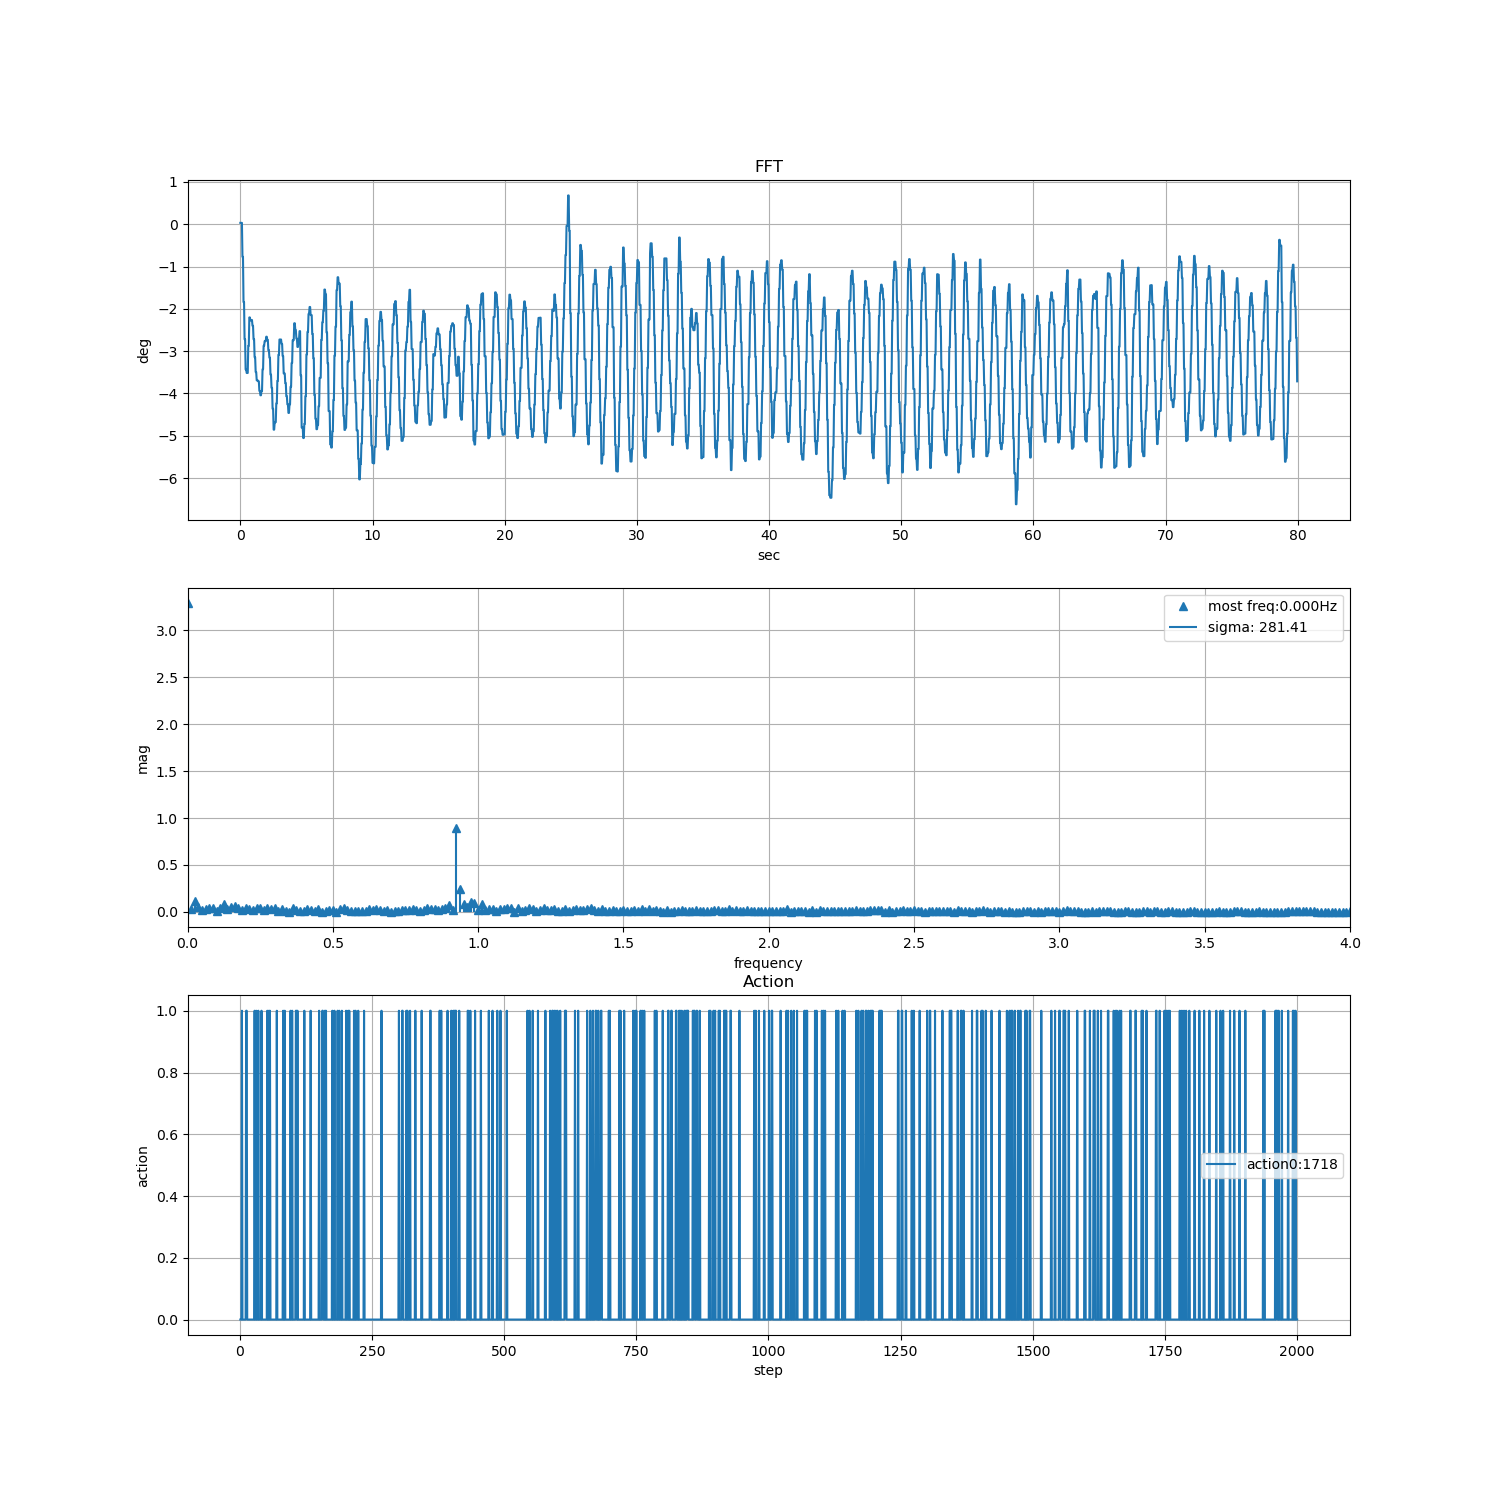 FFT
1
0
−1
−2
−3
−4
−5
−6
deg
0 10 20 30 40 50 60 70 80
sec
most freq:0.000Hz
sigma: 281.41
3.0
2.5
2.0
1.5
1.0
0.5
0.0
mag
0.0 0.5 1.0 1.5 2.0 2.5 3.0 3.5 4.0
frequency
Action
1.0
0.8
0.6
0.4
0.2
0.0
action
action0:1718
0 250 500 750 1000 1250 1500 1750 2000
step